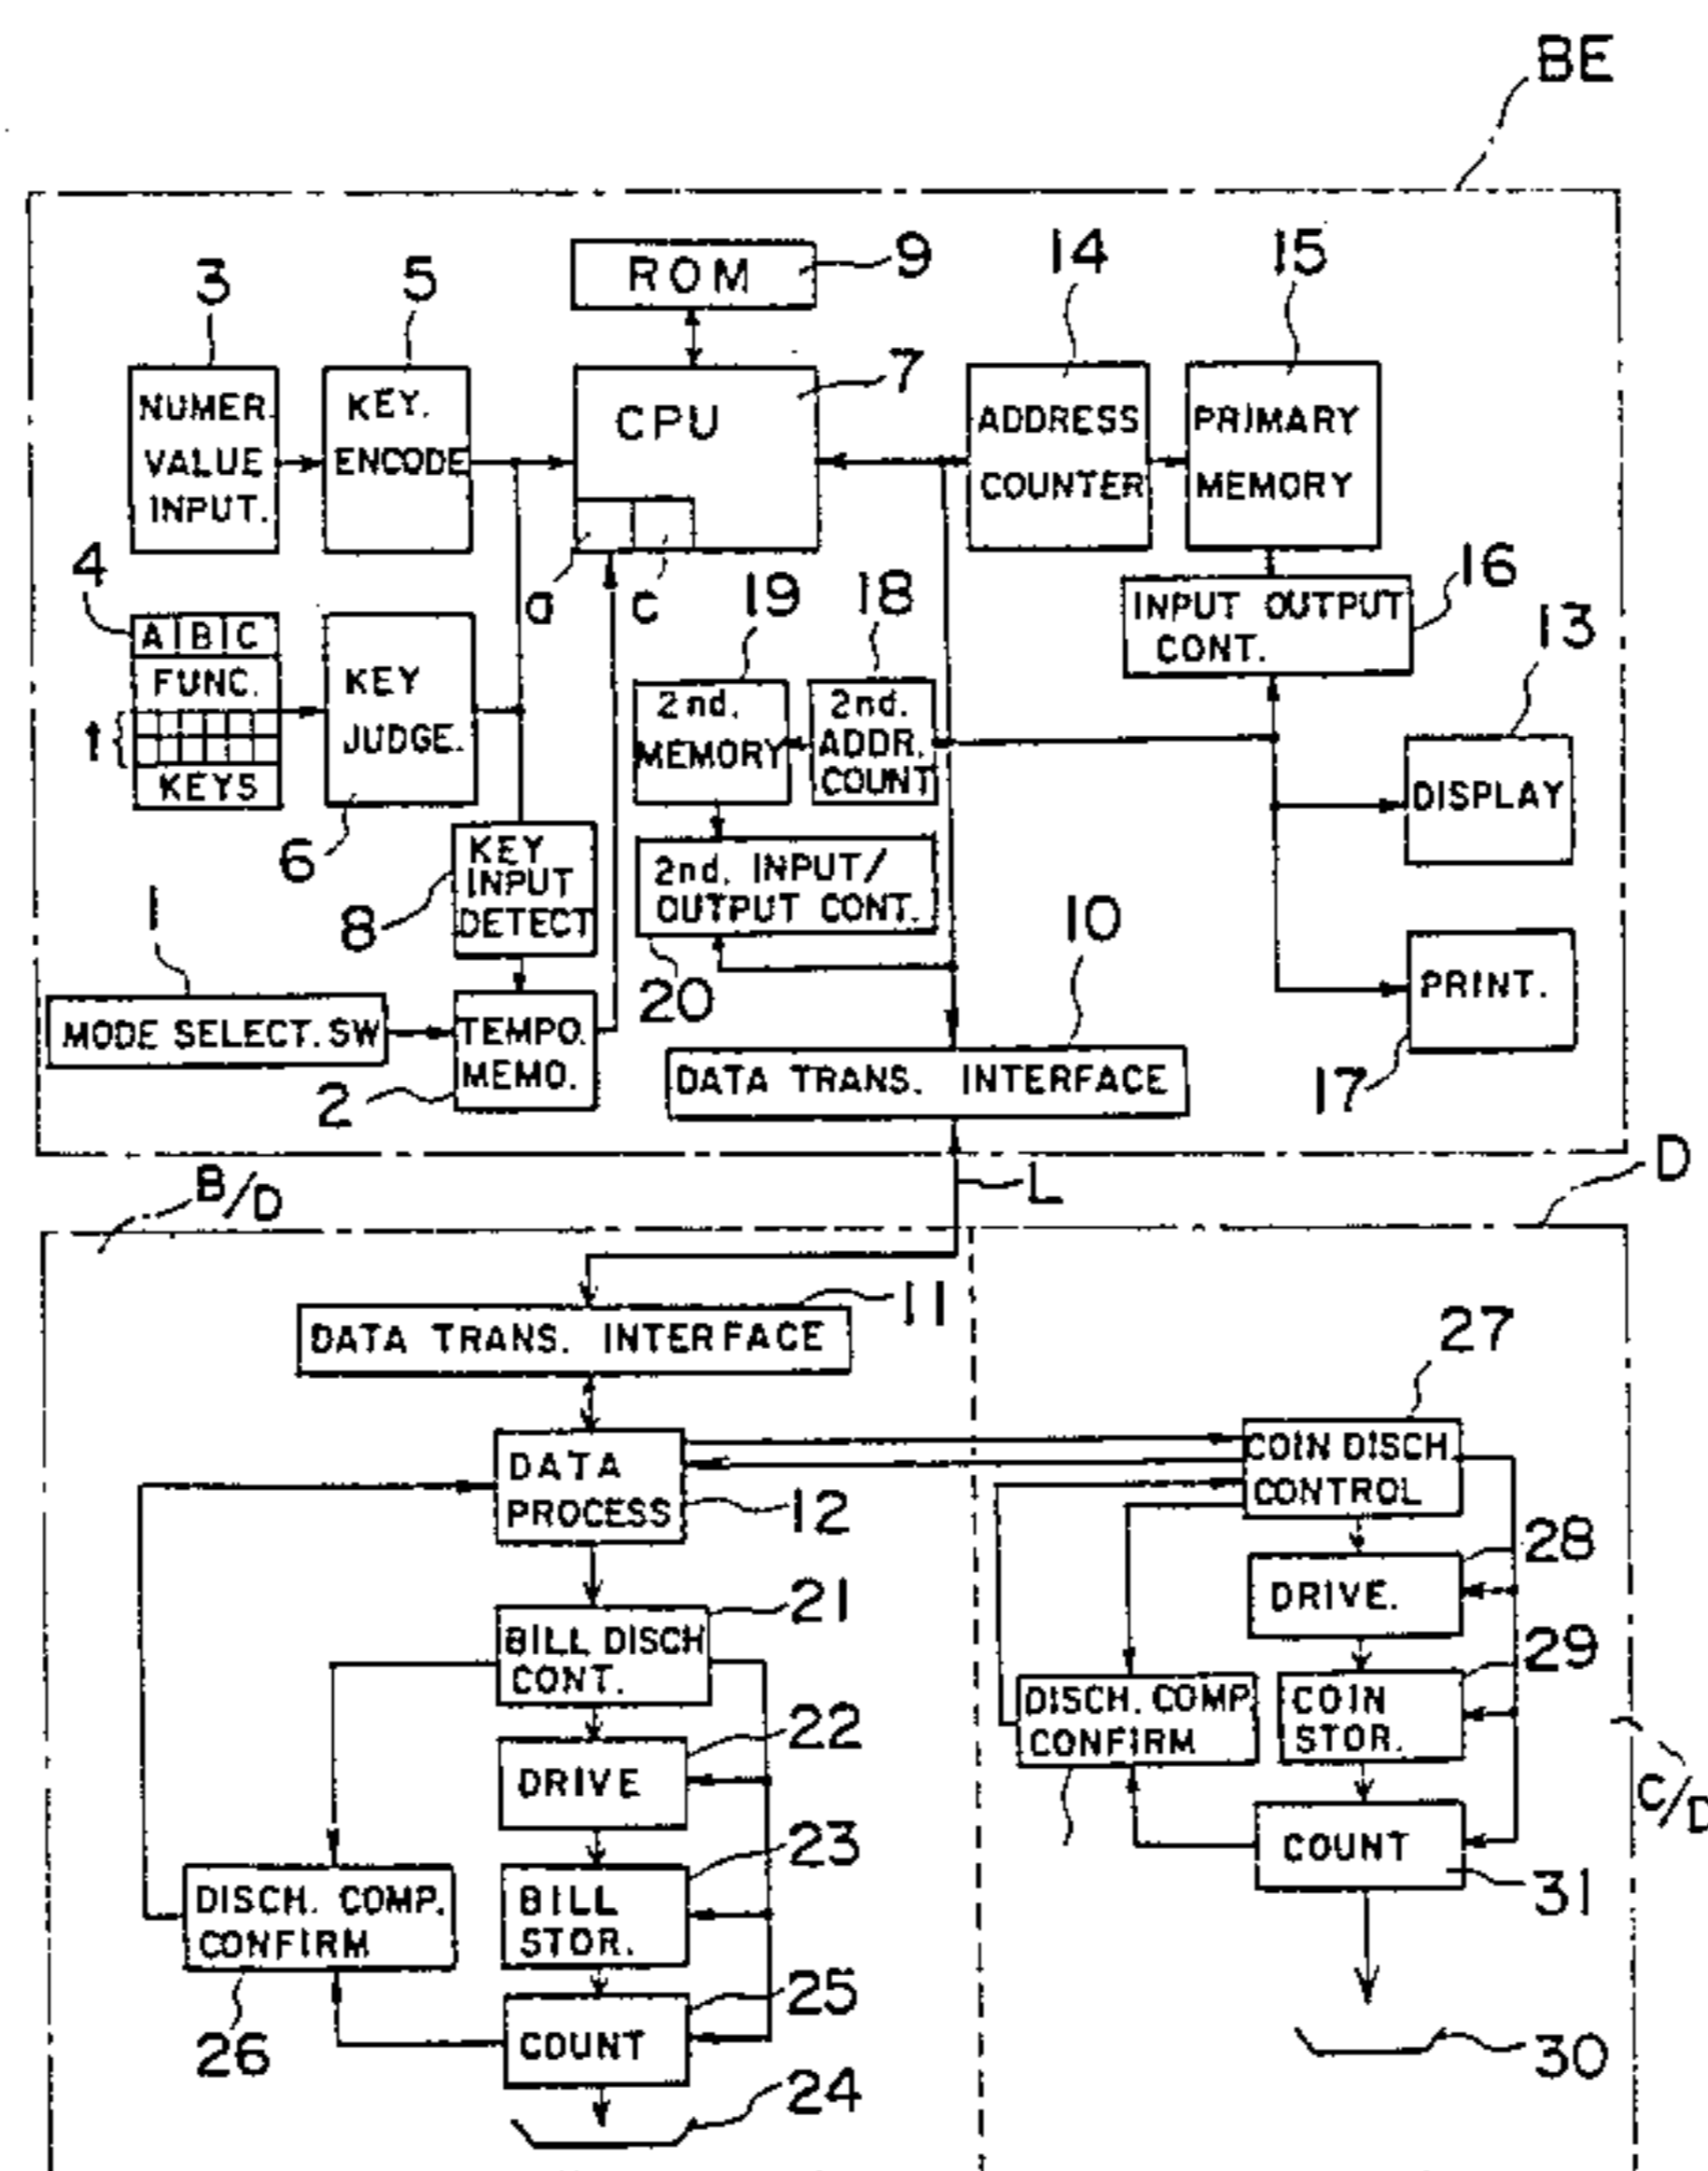 BE
3
5
ROM
9
14
15
NUMER.
VALUE
INPUT.
KEY.
ENCODE
CPU
7
ADDRESS
COUNTER
PRIMARY
MEMORY
a
c
4
A B C
FUNC.
t
KEYS
KEY
JUDGE.
6
19
18
2nd.
MEMORY
2nd.
ADDR.
COUNT
INPUT OUTPUT
CONT.
16
13
DISPLAY
KEY
INPUT
DETECT
8
2nd. INPUT/
OUTPUT CONT.
20
10
PRINT.
17
1
MODE SELECT. SW
TEMPO.
MEMO.
2
DATA TRANS. INTERFACE
B/D
L
D
DATA TRANS. INTERFACE
11
27
DATA
PROCESS
12
COIN DISCH
CONTROL
28
DRIVE.
BILL DISCH
CONT.
21
29
COIN
STOR.
DISCH. COMP.
CONFIRM
22
DRIVE
C/D
COUNT
31
23
BILL
STOR.
DISCH. COMP.
CONFIRM
26
25
COUNT
30
24